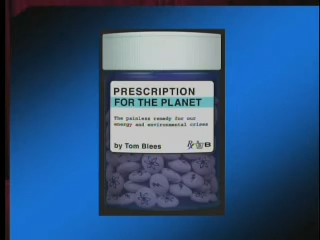 PRESCRIPTION
FOR THE PLANET
The painless remedy for our
energy and environmental crises
by Tom Blees